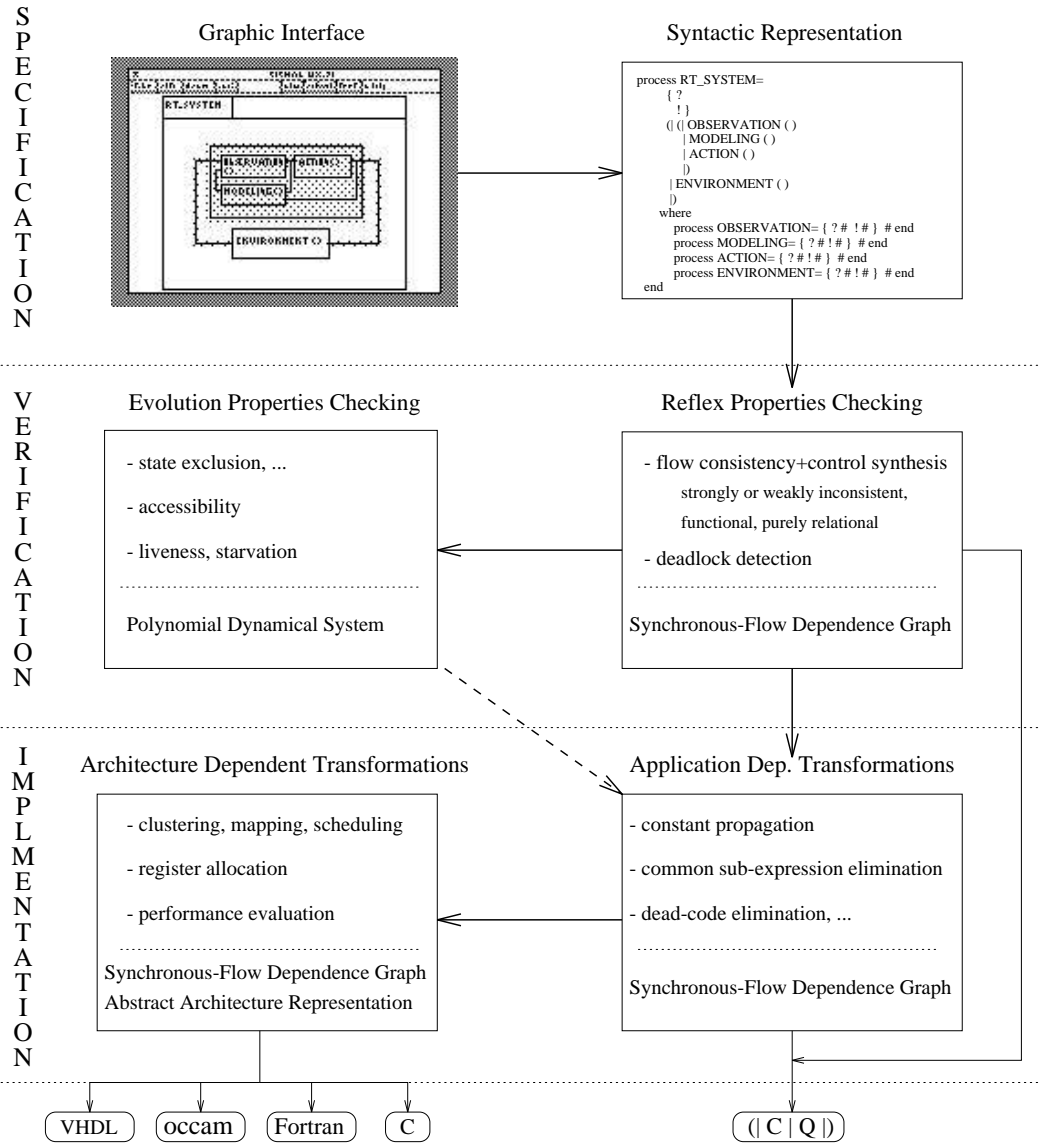 SPECIFICATION
Graphic Interface
Syntactic Representation
RT_SYSTEM
OBSERVATION
ACTION()
()
MODELING()
ENVIRONMENT ()
process RT_SYSTEM=
{ ?
! }
(| (| OBSERVATION ( )
| MODELING ( )
| ACTION ( )
|)
| ENVIRONMENT ( )
|)
where
process OBSERVATION= { ? # ! # } # end
process MODELING= { ? # ! # } # end
process ACTION= { ? # ! # } # end
process ENVIRONMENT= { ? # ! # } # end
end
VERIFICATION
Evolution Properties Checking
- state exclusion, ...
- accessibility
- liveness, starvation
Polynomial Dynamical System
Reflex Properties Checking
- flow consistency+control synthesis
strongly or weakly inconsistent,
functional, purely relational
- deadlock detection
Synchronous-Flow Dependence Graph
IMPLMENTATION
Architecture Dependent Transformations
- clustering, mapping, scheduling
- register allocation
- performance evaluation
Synchronous-Flow Dependence Graph
Abstract Architecture Representation
Application Dep. Transformations
- constant propagation
- common sub-expression elimination
- dead-code elimination, ...
Synchronous-Flow Dependence Graph
VHDL
occam
Fortran
C
(| C | Q |)